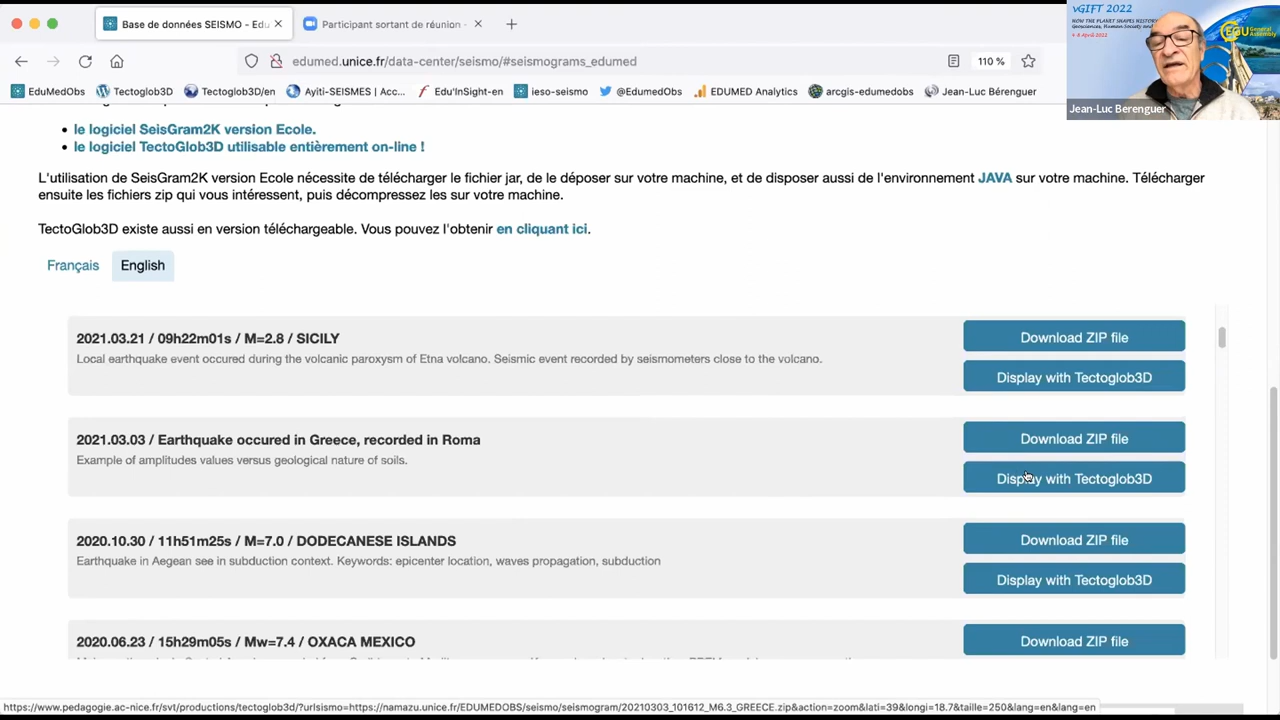 Base de données SEISMO - Edu
Participant sortant de réunion -
edumed.unice.fr/data-center/seismo/#seismograms_edumed
110 %
EduMedObs
Tectoglob3D
Tectoglob3D/en
Ayiti-SEISMES | Acc...
Edu'InSight-en
ieso-seismo
@EdumedObs
EDUMED Analytics
arcgis-edumedobs
Jean-Luc Bérenguer
vGIFT 2022
HOW THE PLANET SHAPES HISTORY
EGU General Assembly
Jean-Luc Berenguer
• le logiciel SeisGram2K version Ecole.
• le logiciel TectoGlob3D utilisable entièrement on-line !
L'utilisation de SeisGram2K version Ecole nécessite de télécharger le fichier jar, de le déposer sur votre machine, et de disposer aussi de l'environnement JAVA sur votre machine. Télécharger
ensuite les fichiers zip qui vous intéressent, puis décompressez les sur votre machine.
TectoGlob3D existe aussi en version téléchargeable. Vous pouvez l'obtenir en cliquant ici.
Français English
2021.03.21 / 09h22m01s / M=2.8 / SICILY
Local earthquake event occured during the volcanic paroxysm of Etna volcano. Seismic event recorded by seismometers close to the volcano.
Download ZIP file
Display with Tectoglob3D
2021.03.03 / Earthquake occured in Greece, recorded in Roma
Example of amplitudes values versus geological nature of soils.
Download ZIP file
Display with Tectoglob3D
2020.10.30 / 11h51m25s / M=7.0 / DODECANESE ISLANDS
Earthquake in Aegean see in subduction context. Keywords: epicenter location, waves propagation, subduction
Download ZIP file
Display with Tectoglob3D
2020.06.23 / 15h29m05s / Mw=7.4 / OXACA MEXICO
Download ZIP file
https://www.pedagogie.ac-nice.fr/svt/productions/tectoglob3d/?urlsismo=https://namazu.unice.fr/EDUMEDOBS/seismo/seismogram/20210303_101612_M6.3_GREECE.zip&action=zoom&lati=39&longi=18.7&taille=250&lang=en&lang=en